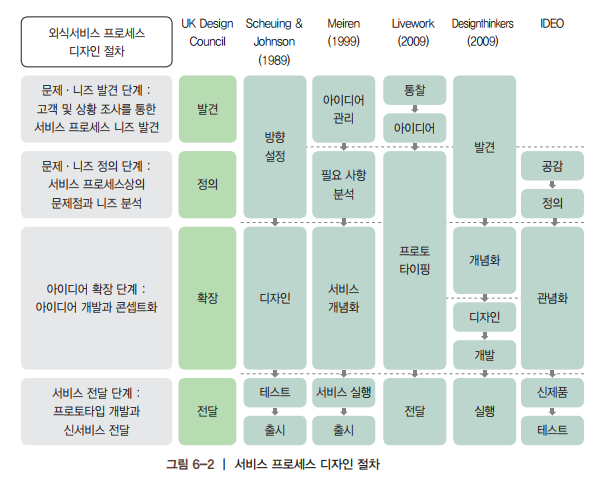 외식서비스 프로세스
디자인 절차
UK Design
Council
Scheuing &
Johnson
(1989)
Meiren
(1999)
Livework
(2009)
Designthinkers
(2009)
IDEO
문제 · 니즈 발견 단계 :
고객 및 상황 조사를 통한
서비스 프로세스 니즈 발견
발견
방향
설정
아이디어
관리
통찰
아이디어
발견
문제 · 니즈 정의 단계 :
서비스 프로세스상의
문제점과 니즈 분석
정의
필요 사항
분석
프로토
타이핑
공감
정의
아이디어 확장 단계 :
아이디어 개발과 콘셉트화
확장
디자인
서비스
개념화
개념화
디자인
개발
관념화
서비스 전달 단계 :
프로토타입 개발과
신서비스 전달
전달
테스트
출시
서비스 실행
출시
전달
실행
신제품
테스트
그림 6-2 | 서비스 프로세스 디자인 절차